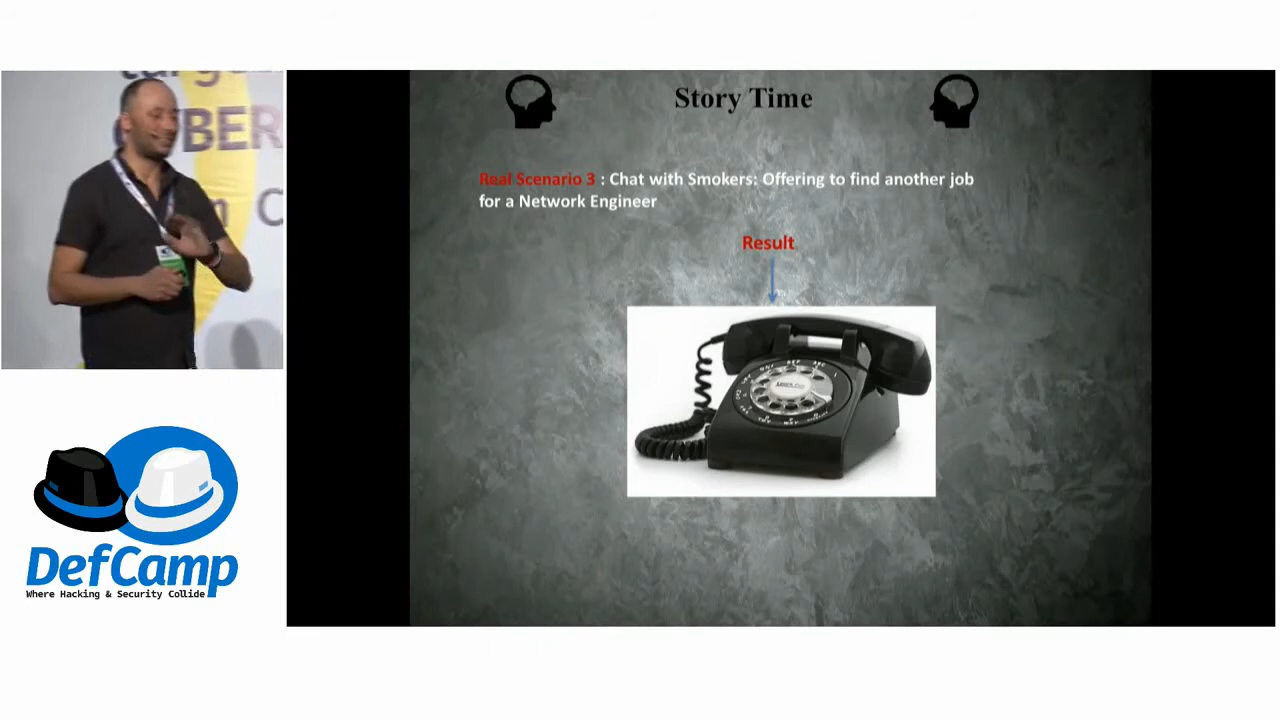 Story Time
Real Scenario 3 : Chat with Smokers: Offering to find another job
for a Network Engineer
Result
BER
C
DefCamp
Where Hacking & Security Collide